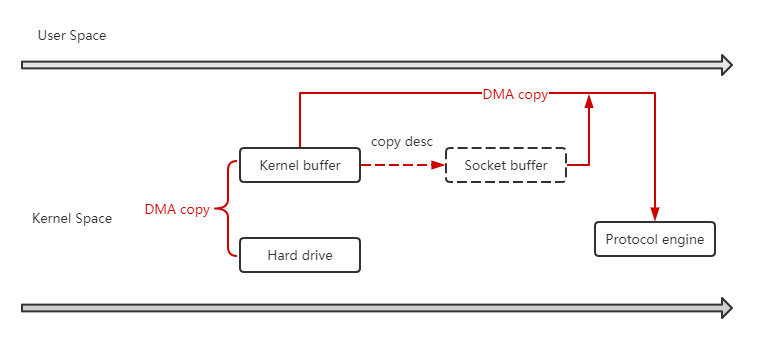 User Space
DMA copy
copy desc
Kernel buffer
Socket buffer
DMA copy
Kernel Space
Protocol engine
Hard drive